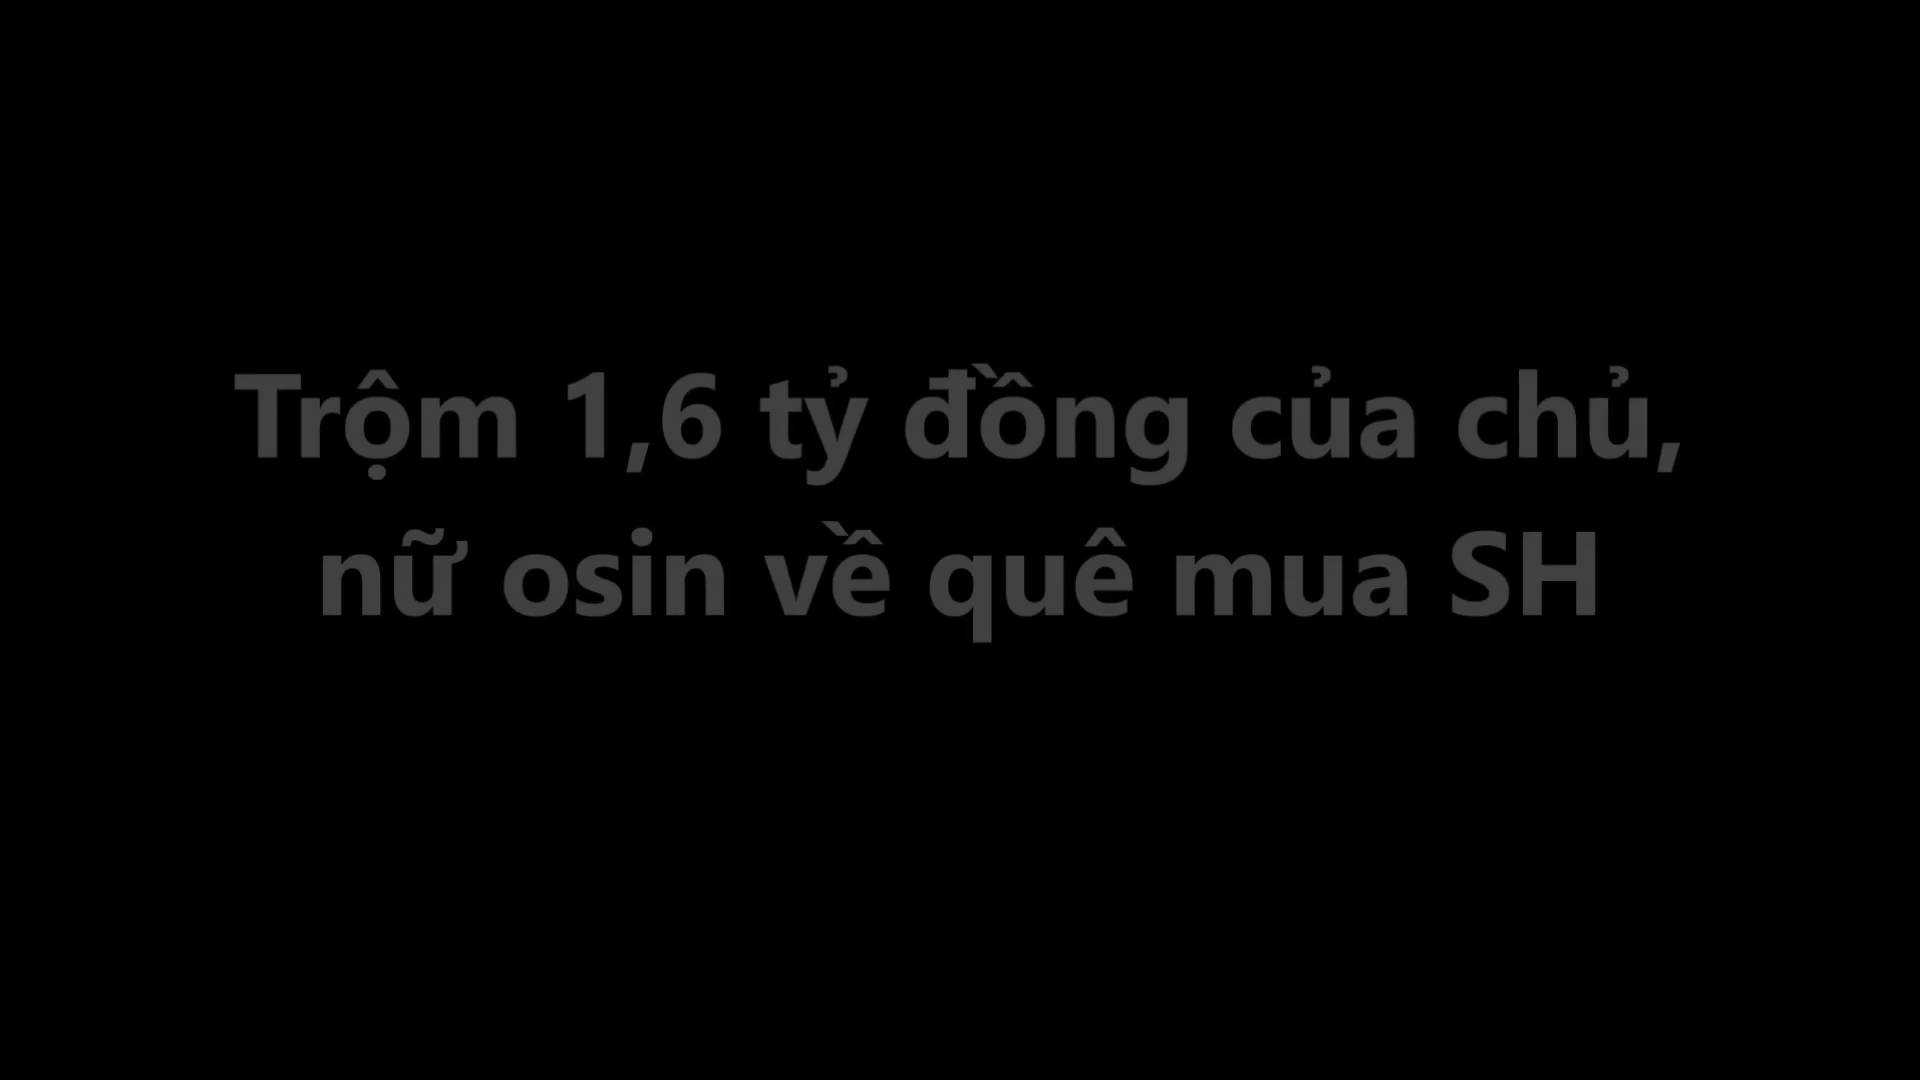 Trộm 1,6 tỷ đồng của chủ,
nữ osin về quê mua SH